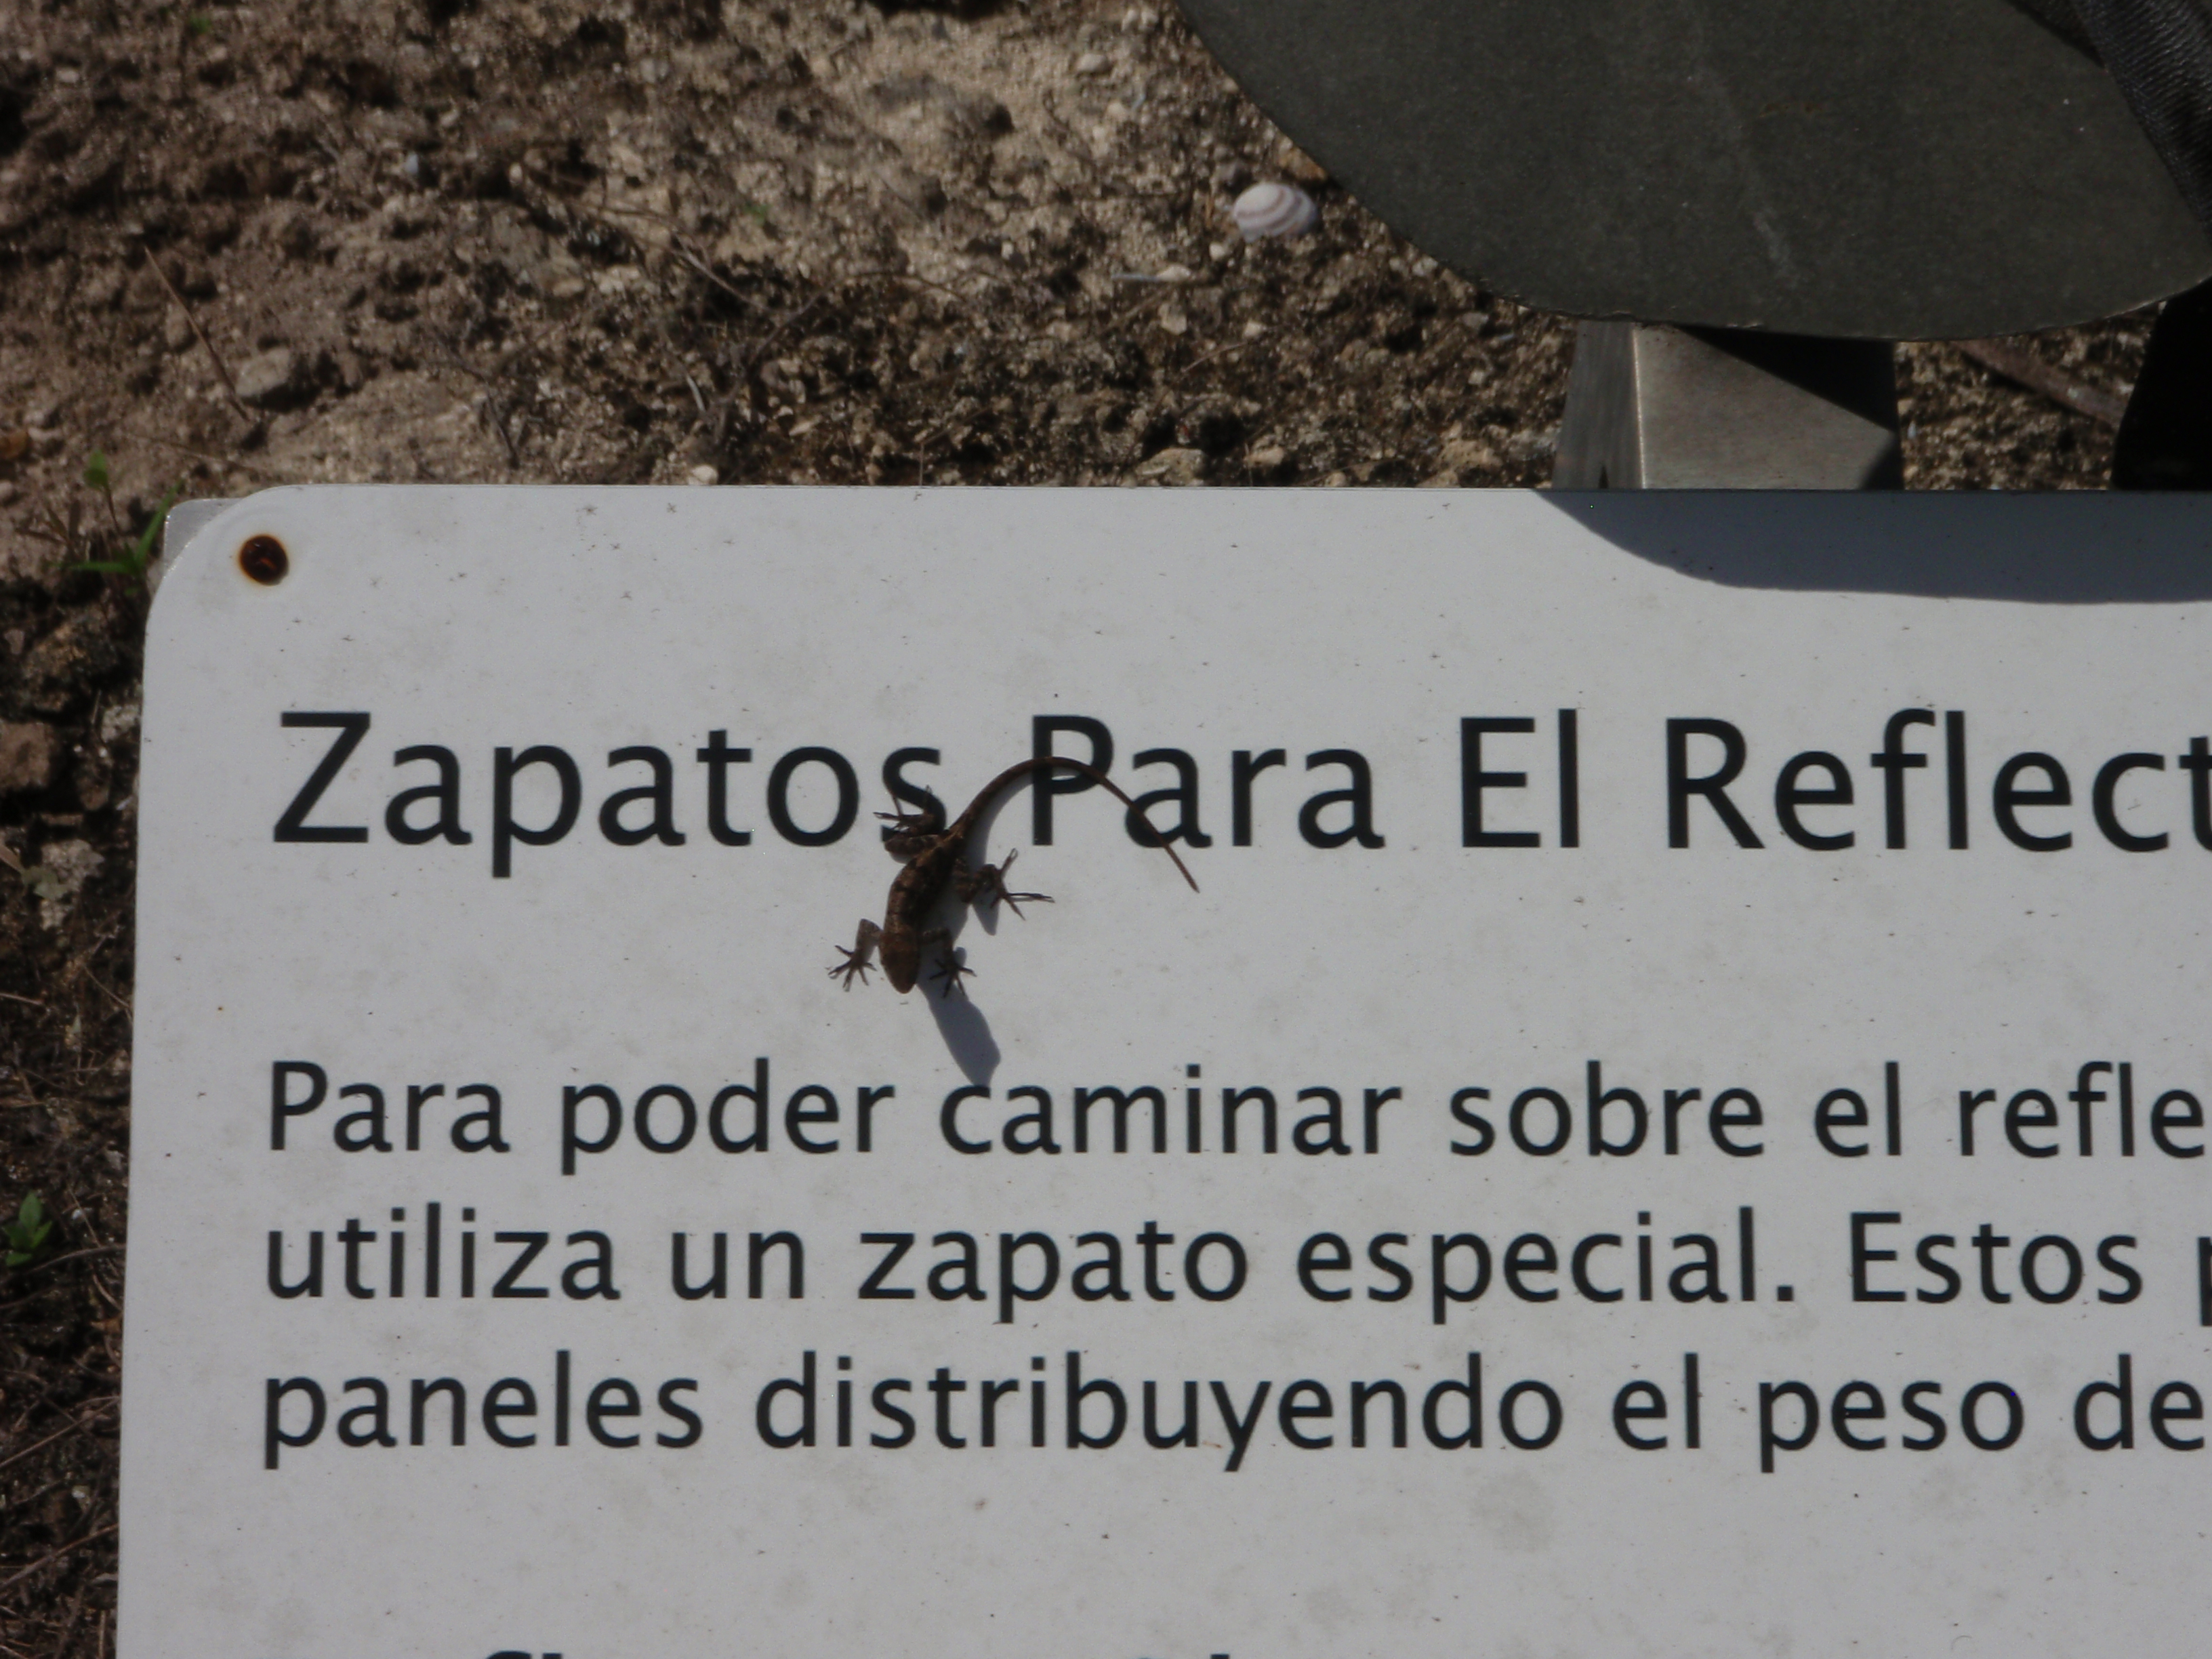 Zapatos Para El Reflect
Para poder caminar sobre el refle
utiliza un zapato especial. Estos p
paneles distribuyendo el peso de